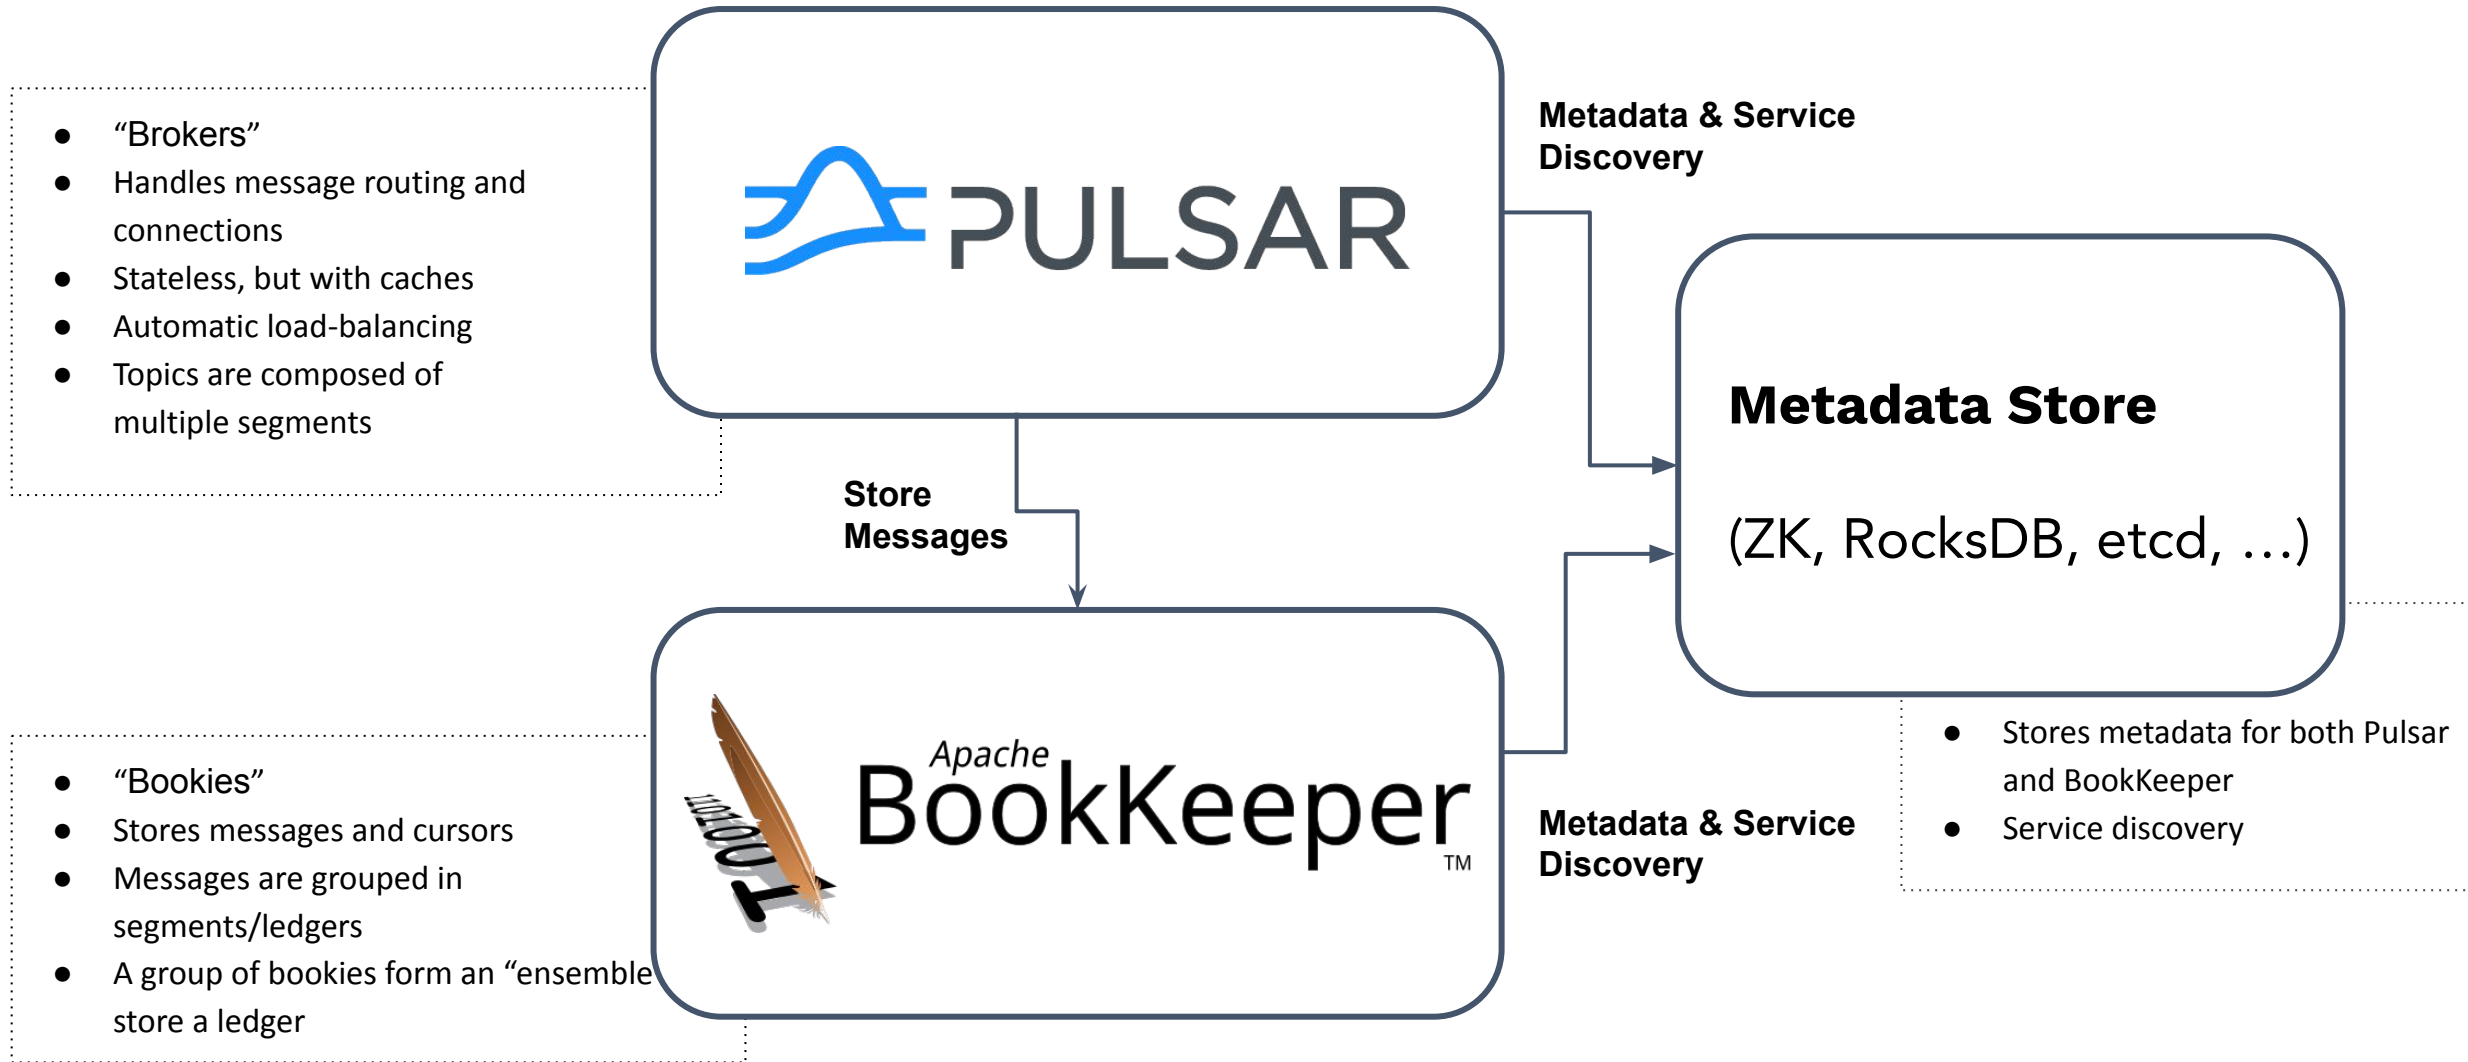 ● “Brokers”
● Handles message routing and
connections
● Stateless, but with caches
● Automatic load-balancing
● Topics are composed of
multiple segments
PULSAR
Metadata & Service
Discovery
Metadata Store
(ZK, RocksDB, etcd, …)
Store
Messages
● “Bookies”
● Stores messages and cursors
● Messages are grouped in
segments/ledgers
● A group of bookies form an “ensemble
store a ledger
Apache
BookKeeper
TM
Metadata & Service
Discovery
● Stores metadata for both Pulsar
and BookKeeper
● Service discovery